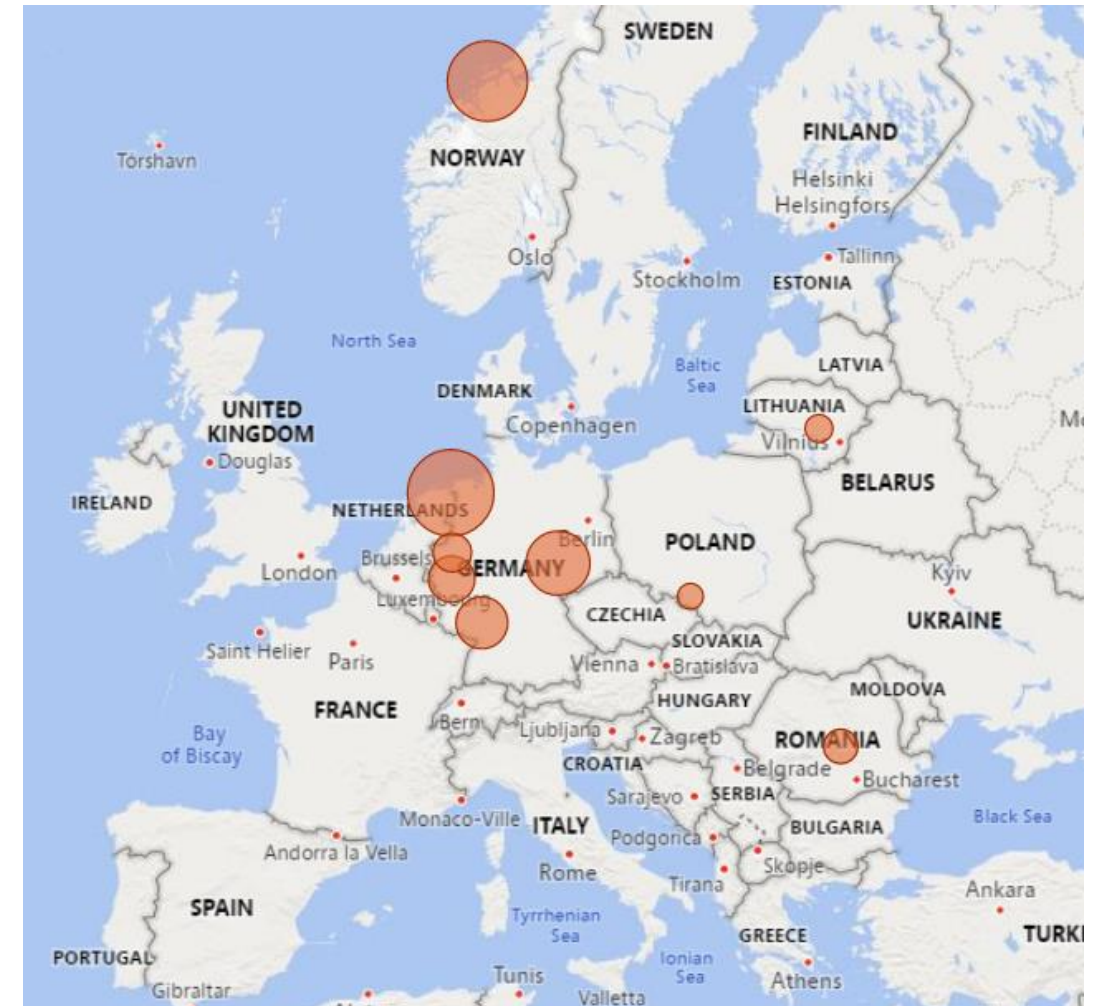 SWEDEN
FINLAND
Tórshavn
NORWAY
Helsinki
Helsingfors
Oslo
Tallinn
Stockholm
ESTONIA
North Sea
Baltic
Sea
LATVIA
DENMARK
LITHUANIA
UNITED
KINGDOM
Copenhagen
Vilnius
Douglas
BELARUS
IRELAND
NETHERLANDS
Berlin
POLAND
Brussels
GERMANY
London
Kyiv
Luxembourg
CZECHIA
UKRAINE
SLOVAKIA
Saint Helier
Paris
Vienna
Bratislava
MOLDOVA
HUNGARY
FRANCE
Bern
Ljubljana
Zagreb
ROMANIA
Bay
of Biscay
CROATIA
Belgrade
Bucharest
Sarajevo
SERBIA
Monaco-Ville
ITALY
Podgorica
BULGARIA
Black Sea
Andorra la Vella
Rome
Skopje
Tirana
Ankara
SPAIN
Tyrrhenian
Sea
GREECE
TURK
PORTUGAL
Ionian
Sea
Tunis
Athens
Gibraltar
Valletta